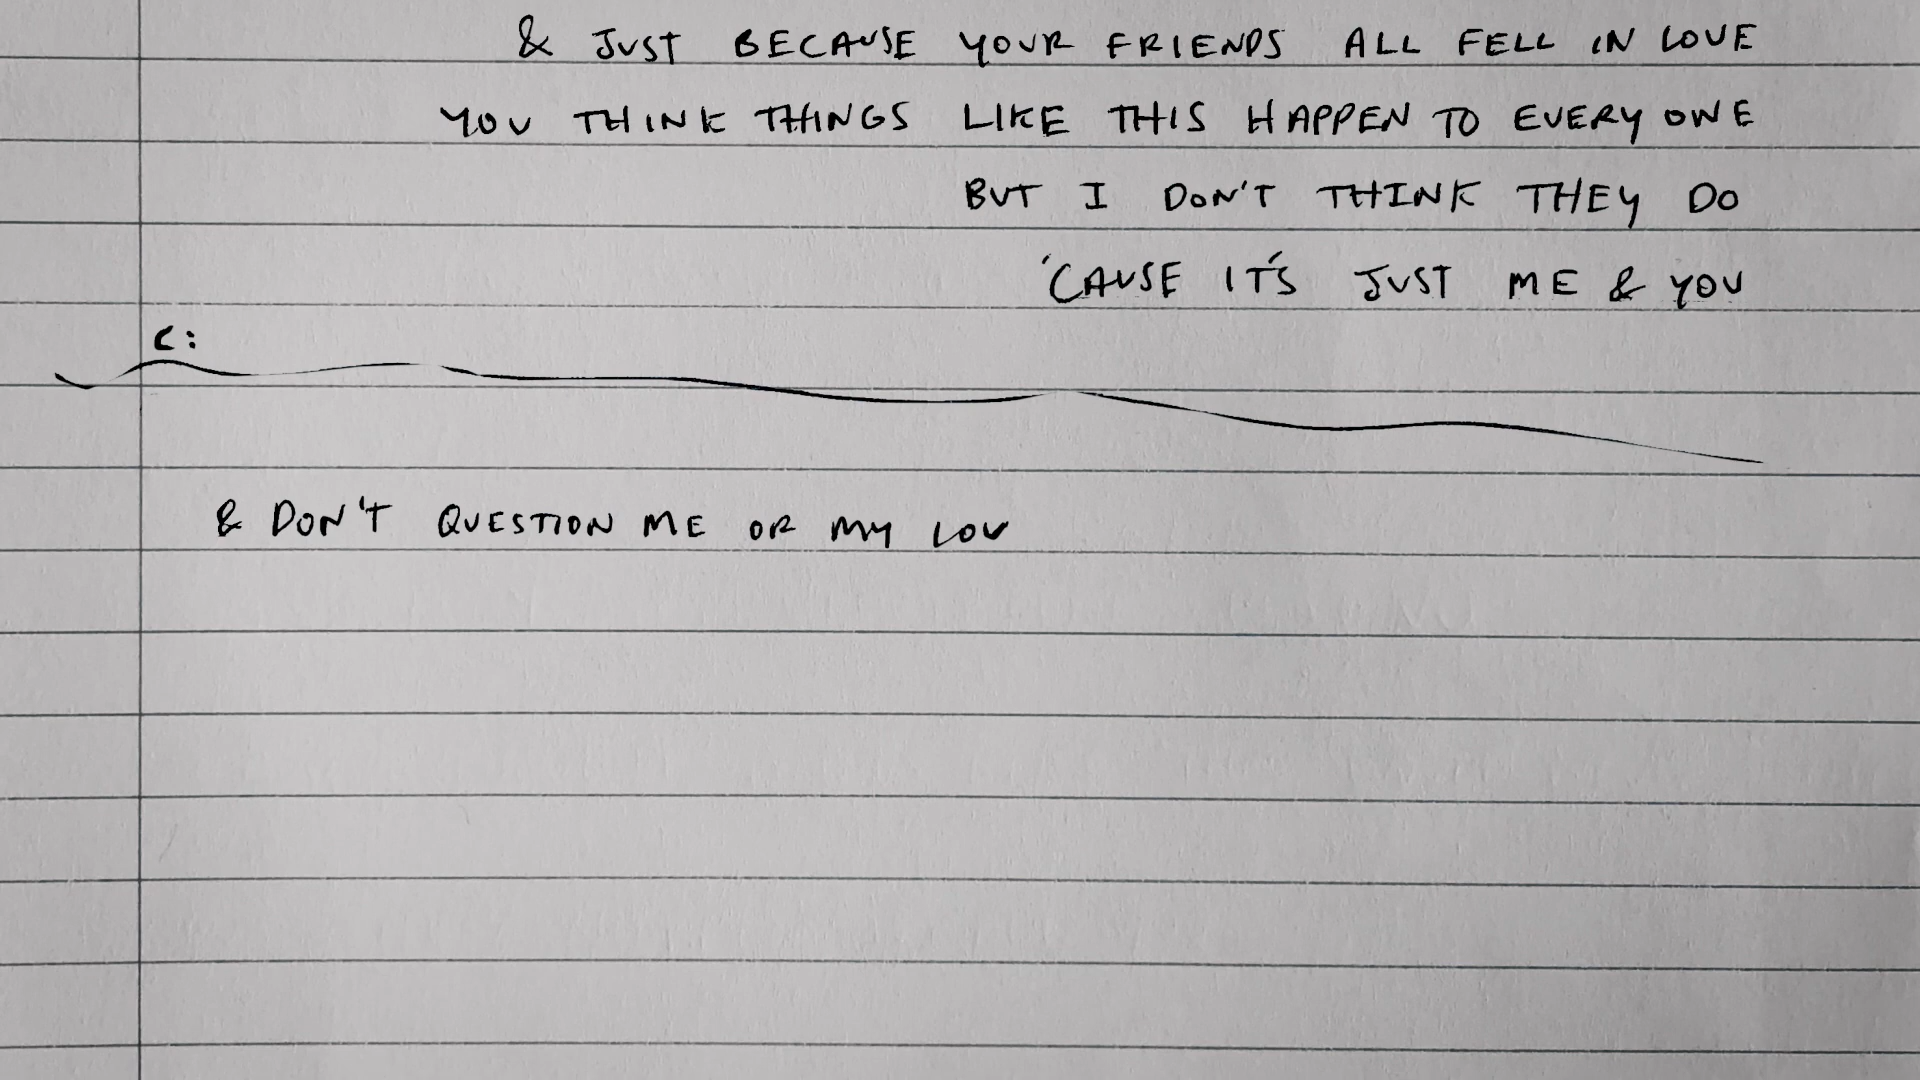 & JUST BECAUSE YOUR FRIENDS ALL FELL IN LOVE
YOU THINK THINGS LIKE THIS HAPPEN TO EVERYONE
BUT I DON'T THINK THEY DO
'CAUSE IT'S JUST ME & YOU
C:
& DON'T QUESTION ME OR MY LOV